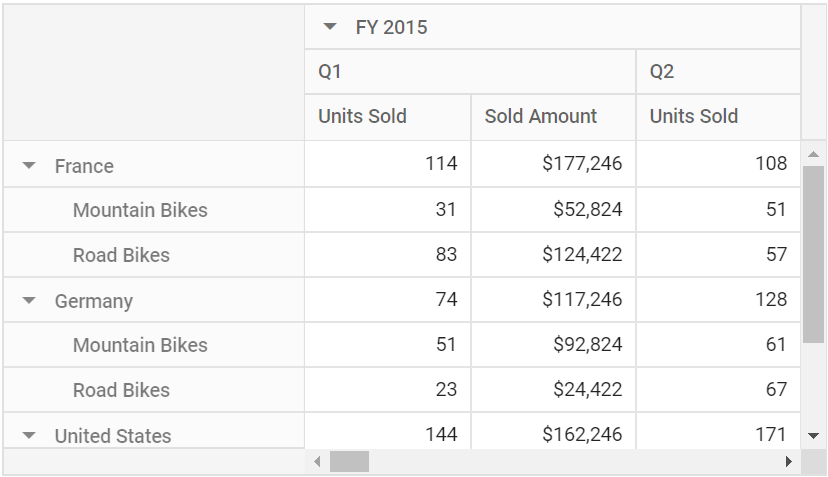 FY 2015
Q1 Q2
Units Sold Sold Amount Units Sold
France 114 $177,246 108
Mountain Bikes 31 $52,824 51
Road Bikes 83 $124,422 57
Germany 74 $117,246 128
Mountain Bikes 51 $92,824 61
Road Bikes 23 $24,422 67
United States 144 $162,246 171